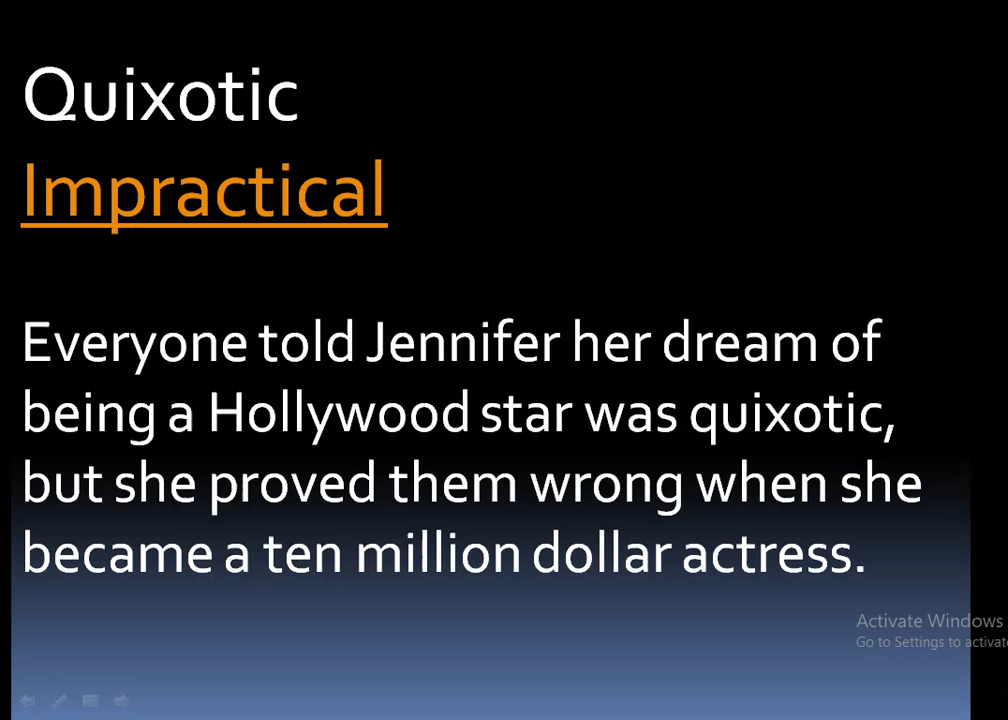 Quixotic
Impractical
Everyone told Jennifer her dream of
being a Hollywood star was quixotic,
but she proved them wrong when she
became a ten million dollar actress.
Activate Windows
Go to Settings to activate